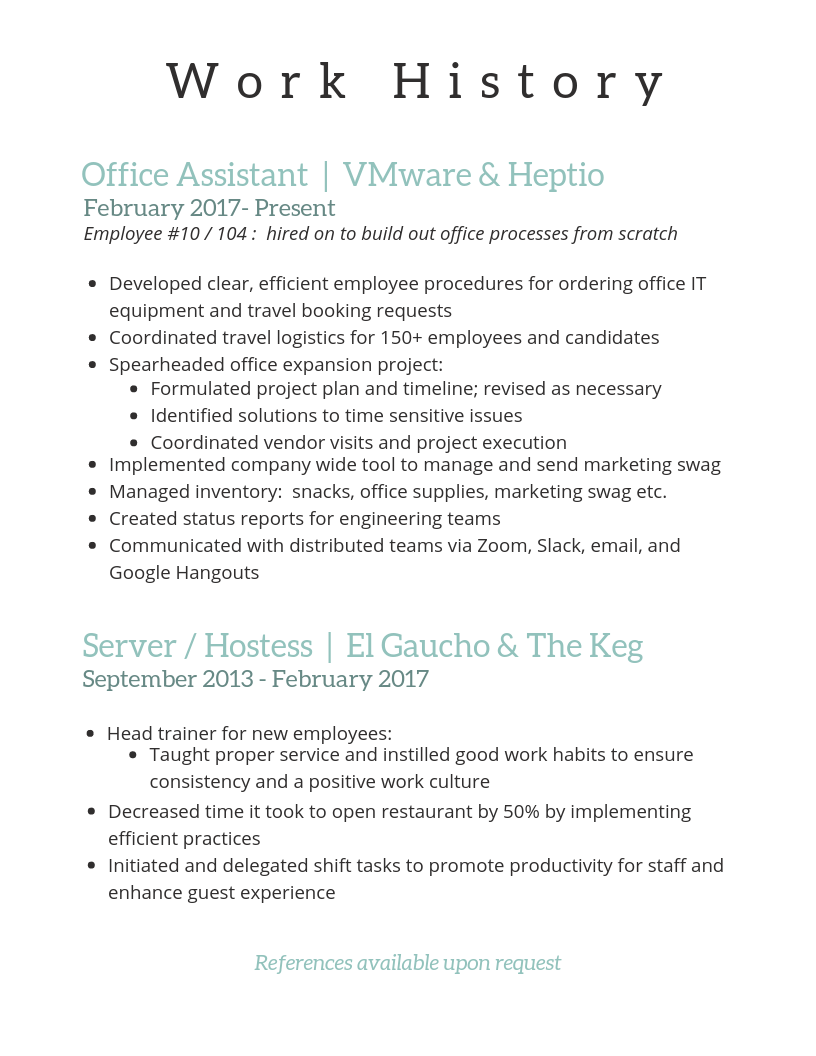 Work History
Office Assistant | VMware & Heptio
February 2017- Present
Employee #10 / 104 :  hired on to build out office processes from scratch
• Developed clear, efficient employee procedures for ordering office IT
equipment and travel booking requests
• Coordinated travel logistics for 150+ employees and candidates
• Spearheaded office expansion project:
• Formulated project plan and timeline; revised as necessary
• Identified solutions to time sensitive issues
• Coordinated vendor visits and project execution
• Implemented company wide tool to manage and send marketing swag
• Managed inventory:  snacks, office supplies, marketing swag etc.
• Created status reports for engineering teams
• Communicated with distributed teams via Zoom, Slack, email, and
Google Hangouts
Server / Hostess | El Gaucho & The Keg
September 2013 - February 2017
• Head trainer for new employees:
• Taught proper service and instilled good work habits to ensure
consistency and a positive work culture
• Decreased time it took to open restaurant by 50% by implementing
efficient practices
• Initiated and delegated shift tasks to promote productivity for staff and
enhance guest experience
References available upon request